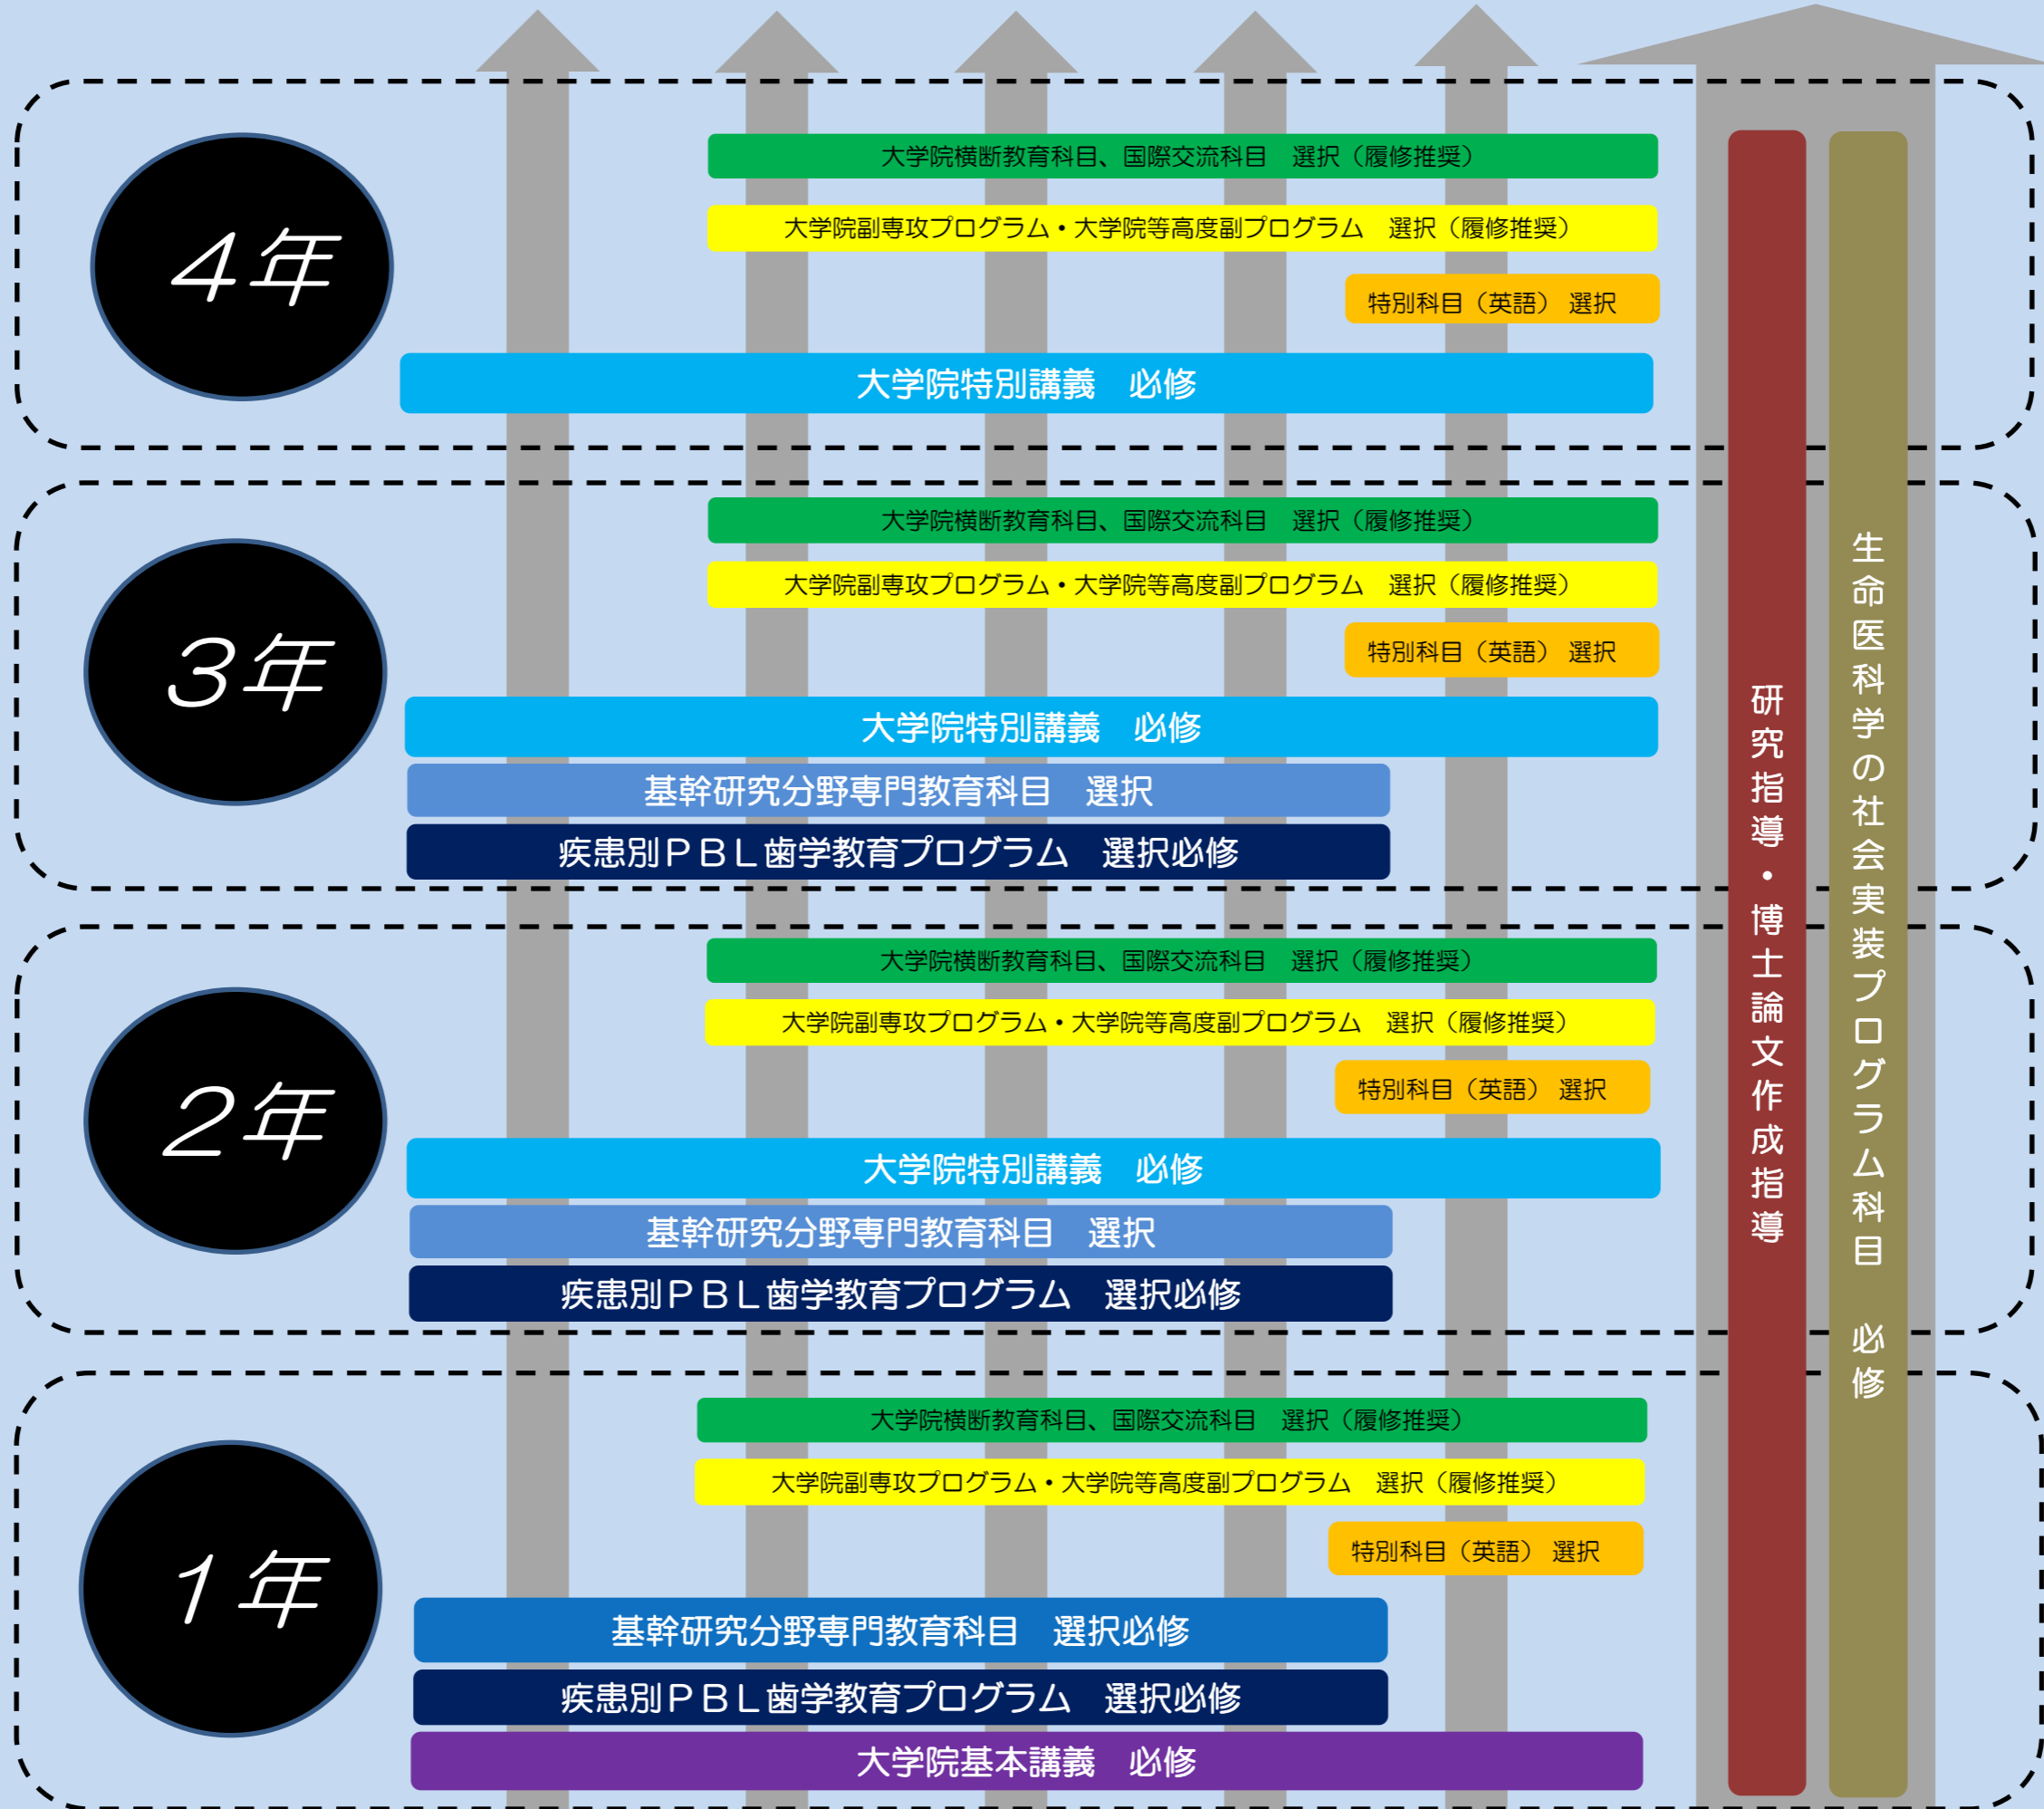 4年
大学院横断教育科目、国際交流科目　選択（履修推奨）
大学院副専攻プログラム・大学院等高度副プログラム　選択（履修推奨）
特別科目（英語） 選択
大学院特別講義　必修
3年
大学院横断教育科目、国際交流科目　選択（履修推奨）
大学院副専攻プログラム・大学院等高度副プログラム　選択（履修推奨）
特別科目（英語） 選択
大学院特別講義　必修
基幹研究分野専門教育科目　選択
疾患別ＰＢＬ歯学教育プログラム　選択必修
2年
大学院横断教育科目、国際交流科目　選択（履修推奨）
大学院副専攻プログラム・大学院等高度副プログラム　選択（履修推奨）
特別科目（英語） 選択
大学院特別講義　必修
基幹研究分野専門教育科目　選択
疾患別ＰＢＬ歯学教育プログラム　選択必修
1年
大学院横断教育科目、国際交流科目　選択（履修推奨）
大学院副専攻プログラム・大学院等高度副プログラム　選択（履修推奨）
特別科目（英語） 選択
基幹研究分野専門教育科目　選択必修
疾患別ＰＢＬ歯学教育プログラム　選択必修
大学院基本講義　必修
研究指導・博士論文作成指導
生命医科学の社会実装プログラム科目　必修